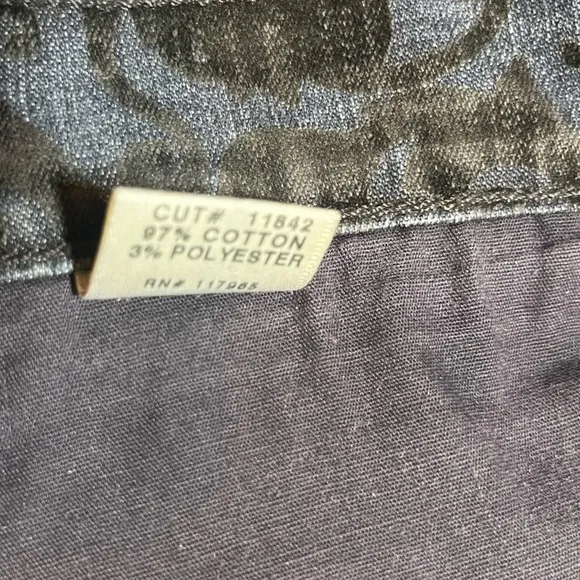 CUT# 11842
97% COTTON
3% POLYESTER
RN# 117965